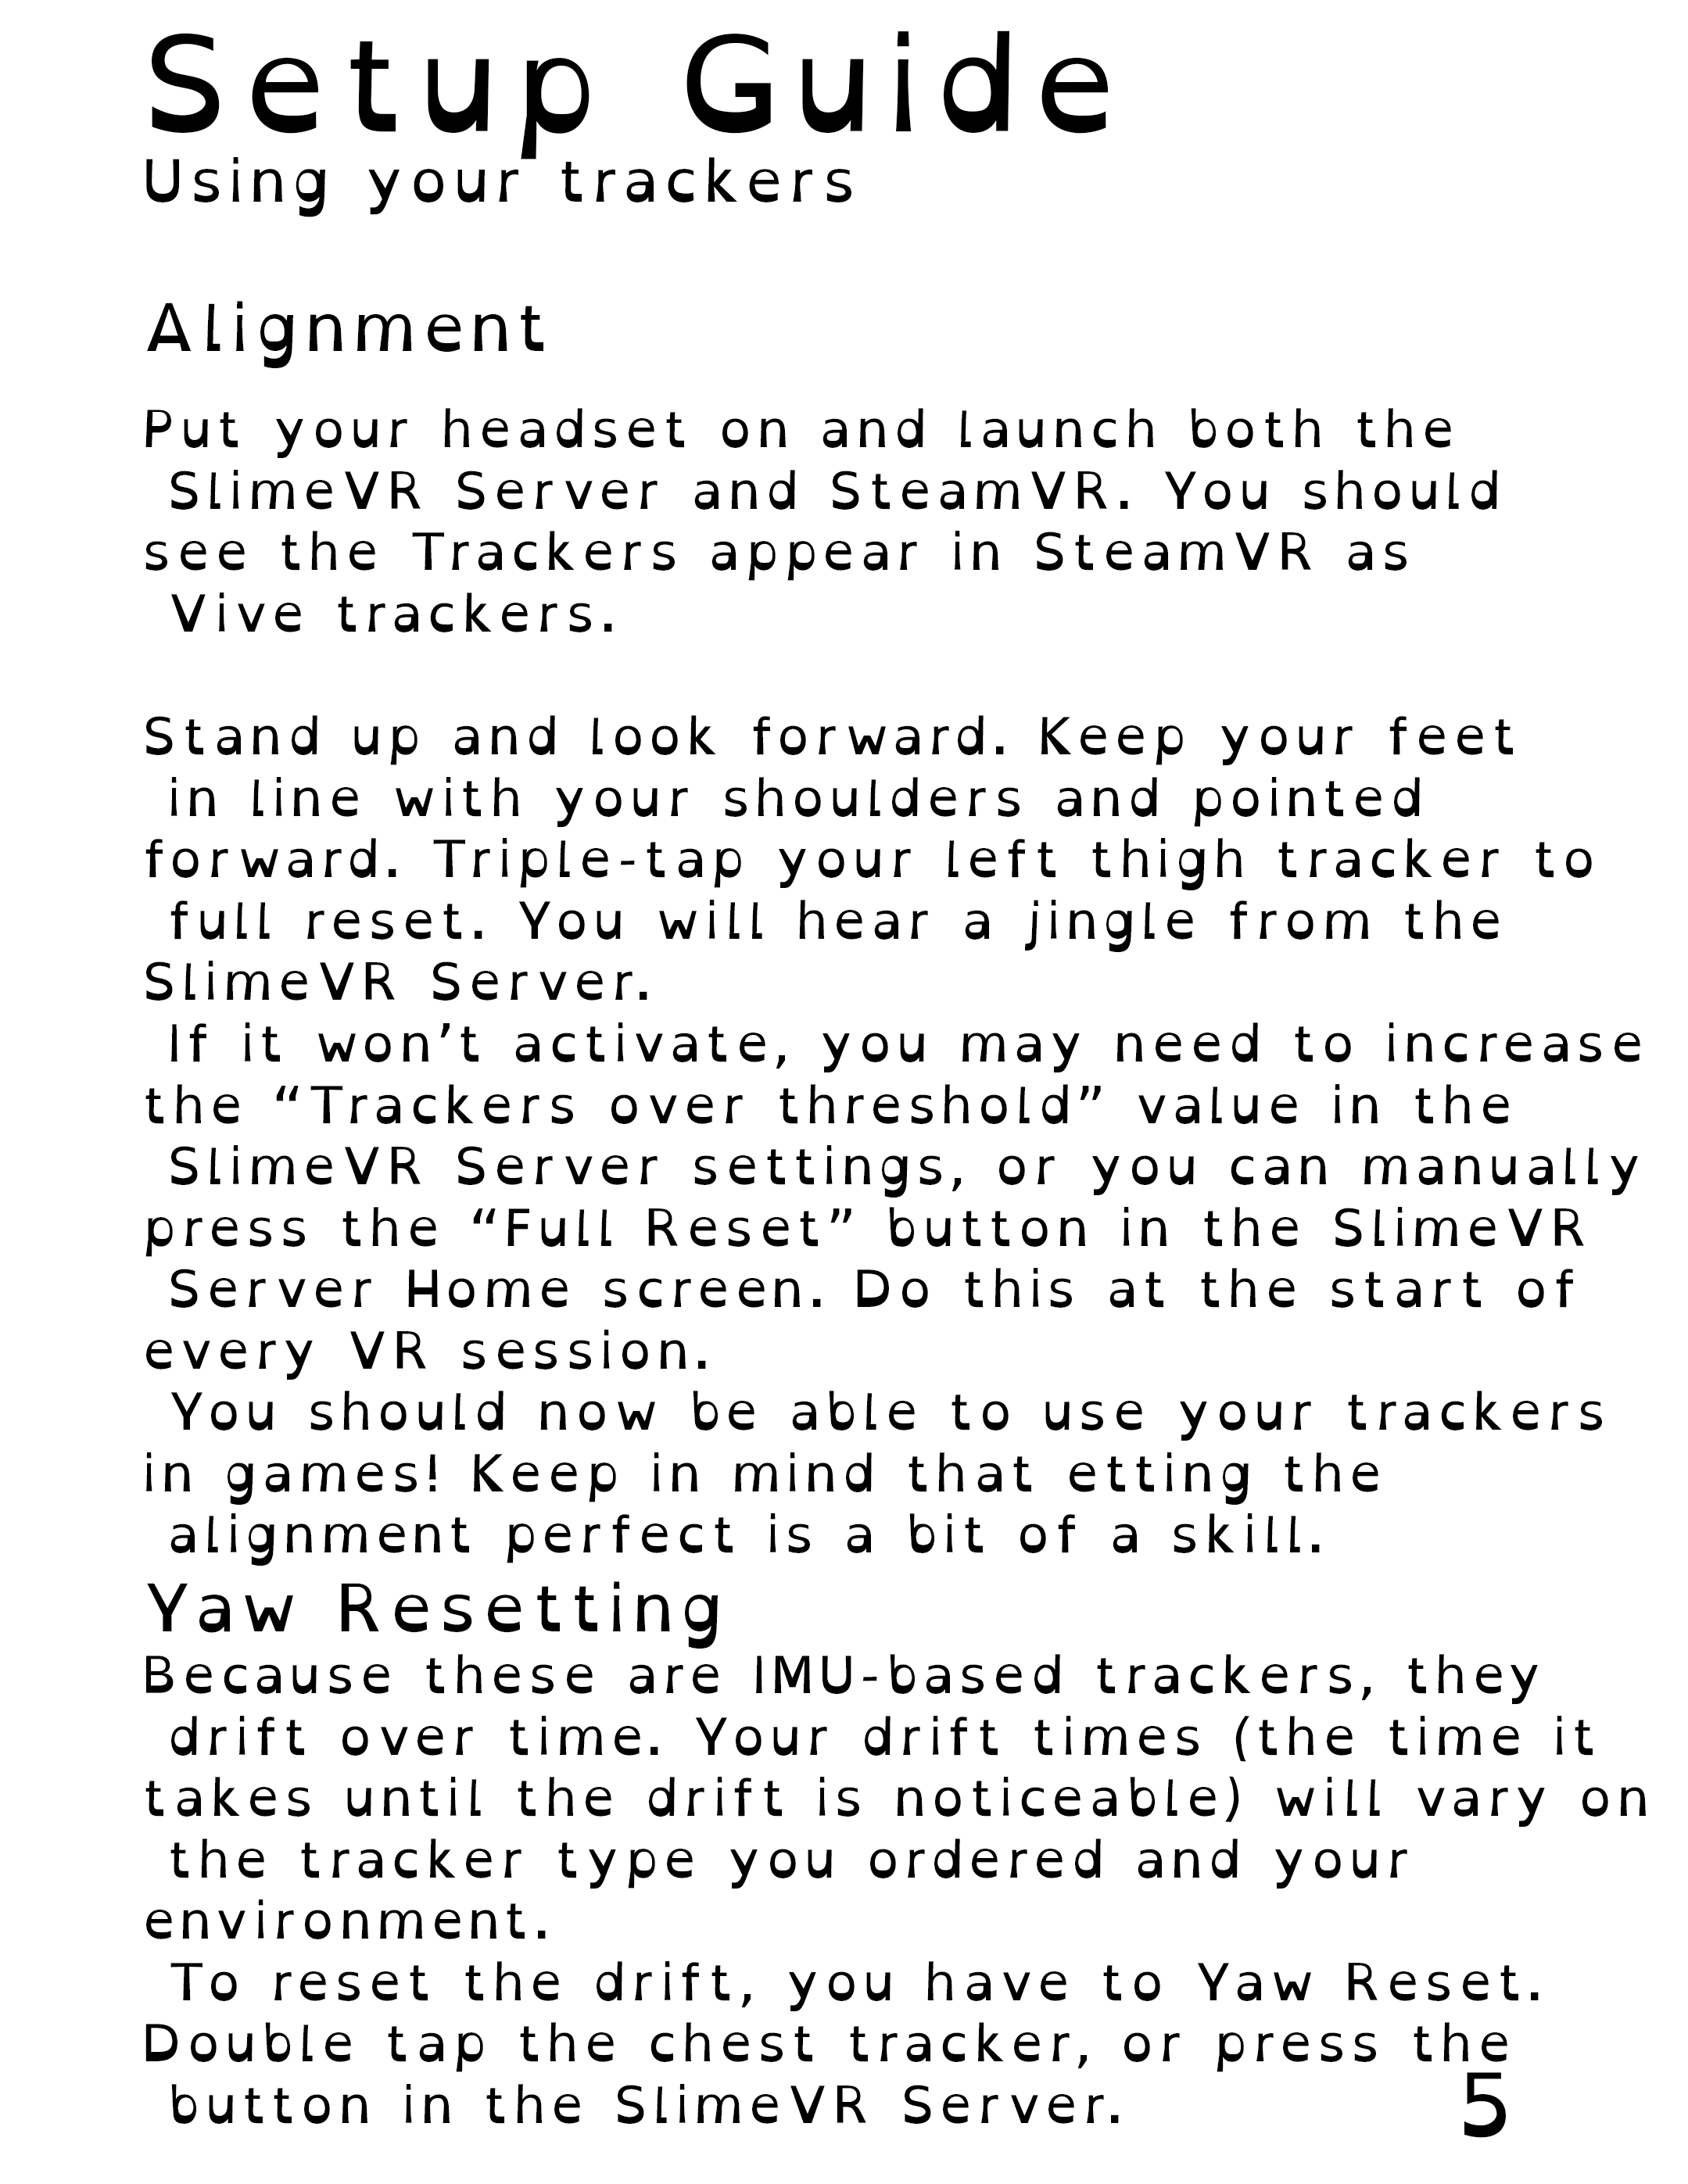 Setup Guide
Using your trackers
Alignment
Put your headset on and launch both the
SlimeVR Server and SteamVR. You should
see the Trackers appear in SteamVR as
Vive trackers.
Stand up and look forward. Keep your feet
in line with your shoulders and pointed
forward. Triple-tap your left thigh tracker to
full reset. You will hear a jingle from the
SlimeVR Server.
If it won’t activate, you may need to increase
the “Trackers over threshold” value in the
SlimeVR Server settings, or you can manually
press the “Full Reset” button in the SlimeVR
Server Home screen. Do this at the start of
every VR session.
You should now be able to use your trackers
in games! Keep in mind that etting the
alignment perfect is a bit of a skill.
Yaw Resetting
Because these are IMU-based trackers, they
drift over time. Your drift times (the time it
takes until the drift is noticeable) will vary on
the tracker type you ordered and your
environment.
To reset the drift, you have to Yaw Reset.
Double tap the chest tracker, or press the
button in the SlimeVR Server.
5